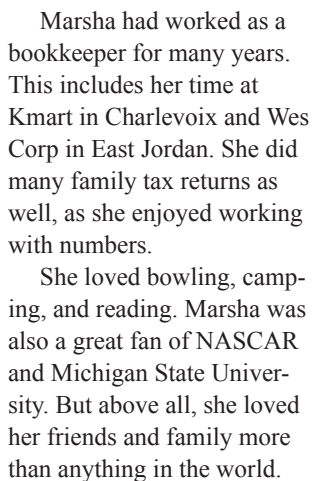 Marsha had worked as a
bookkeeper for many years.
This includes her time at
Kmart in Charlevoix and Wes
Corp in East Jordan. She did
many family tax returns as
well, as she enjoyed working
with numbers.
She loved bowling, camp-
ing, and reading. Marsha was
also a great fan of NASCAR
and Michigan State Univer-
sity. But above all, she loved
her friends and family more
than anything in the world.